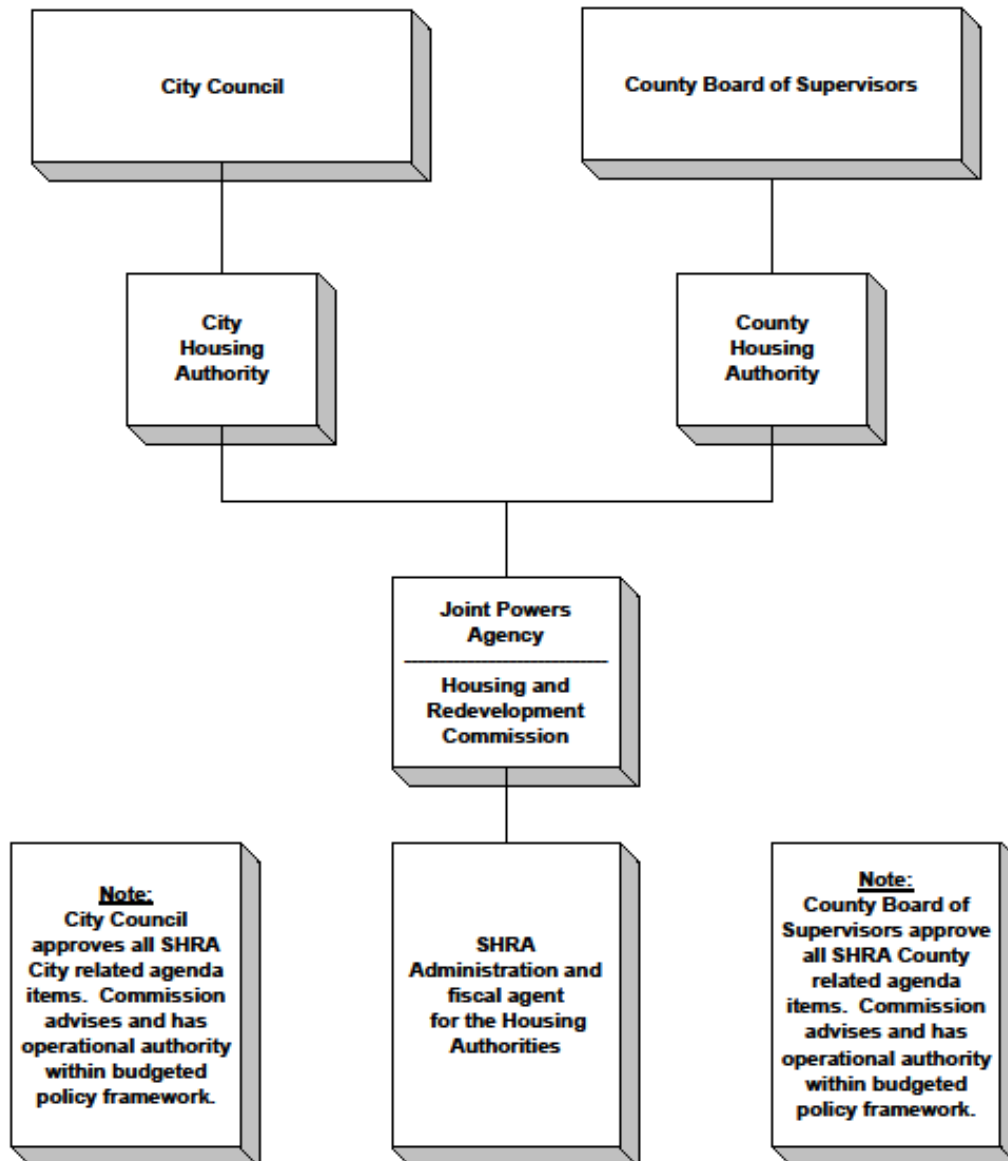 City Council
County Board of Supervisors
City
Housing
Authority
County
Housing
Authority
Joint Powers
Agency
Housing and
Redevelopment
Commission
Note:
City Council
approves all SHRA
City related agenda
items.  Commission
advises and has
operational authority
within budgeted
policy framework.
SHRA
Administration and
fiscal agent
for the Housing
Authorities
Note:
County Board of
Supervisors approve
all SHRA County
related agenda
items.  Commission
advises and has
operational authority
within budgeted
policy framework.